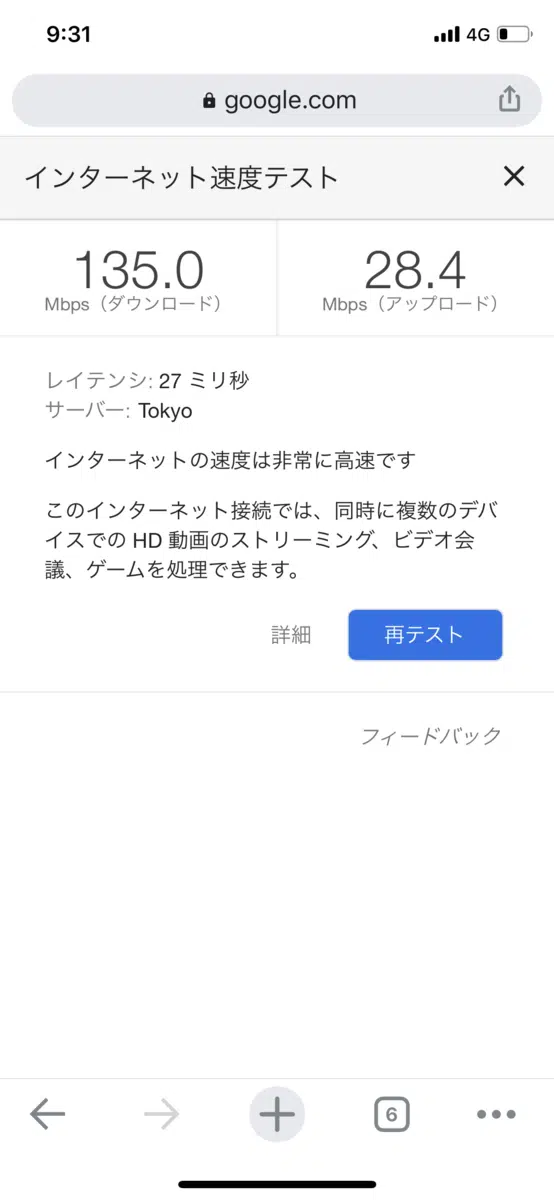 9:31
4G
google.com
インターネット速度テスト
135.0
28.4
Mbps（ダウンロード）
Mbps（アップロード）
レイテンシ: 27 ミリ秒
サーバー: Tokyo
インターネットの速度は非常に高速です
このインターネット接続では、同時に複数のデバ
イスでの HD 動画のストリーミング、ビデオ会
議、ゲームを処理できます。
詳細
再テスト
フィードバック
6